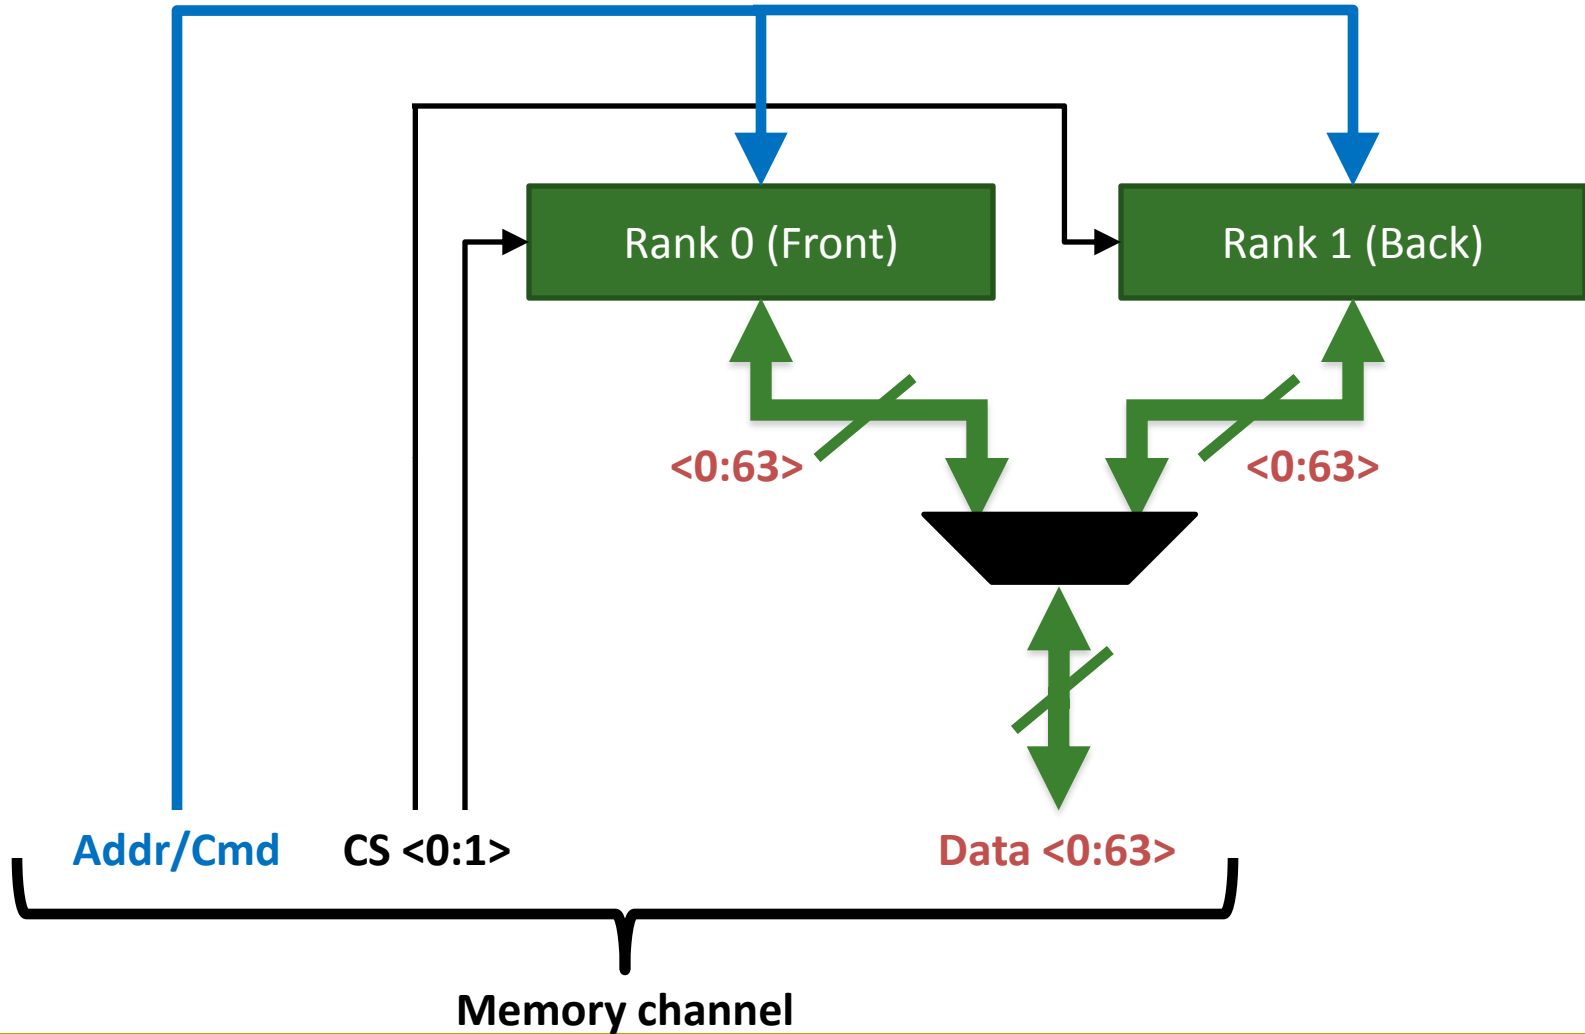 Rank 0 (Front)
Rank 1 (Back)
<0:63>
<0:63>
Addr/Cmd
CS <0:1>
Data <0:63>
Memory channel